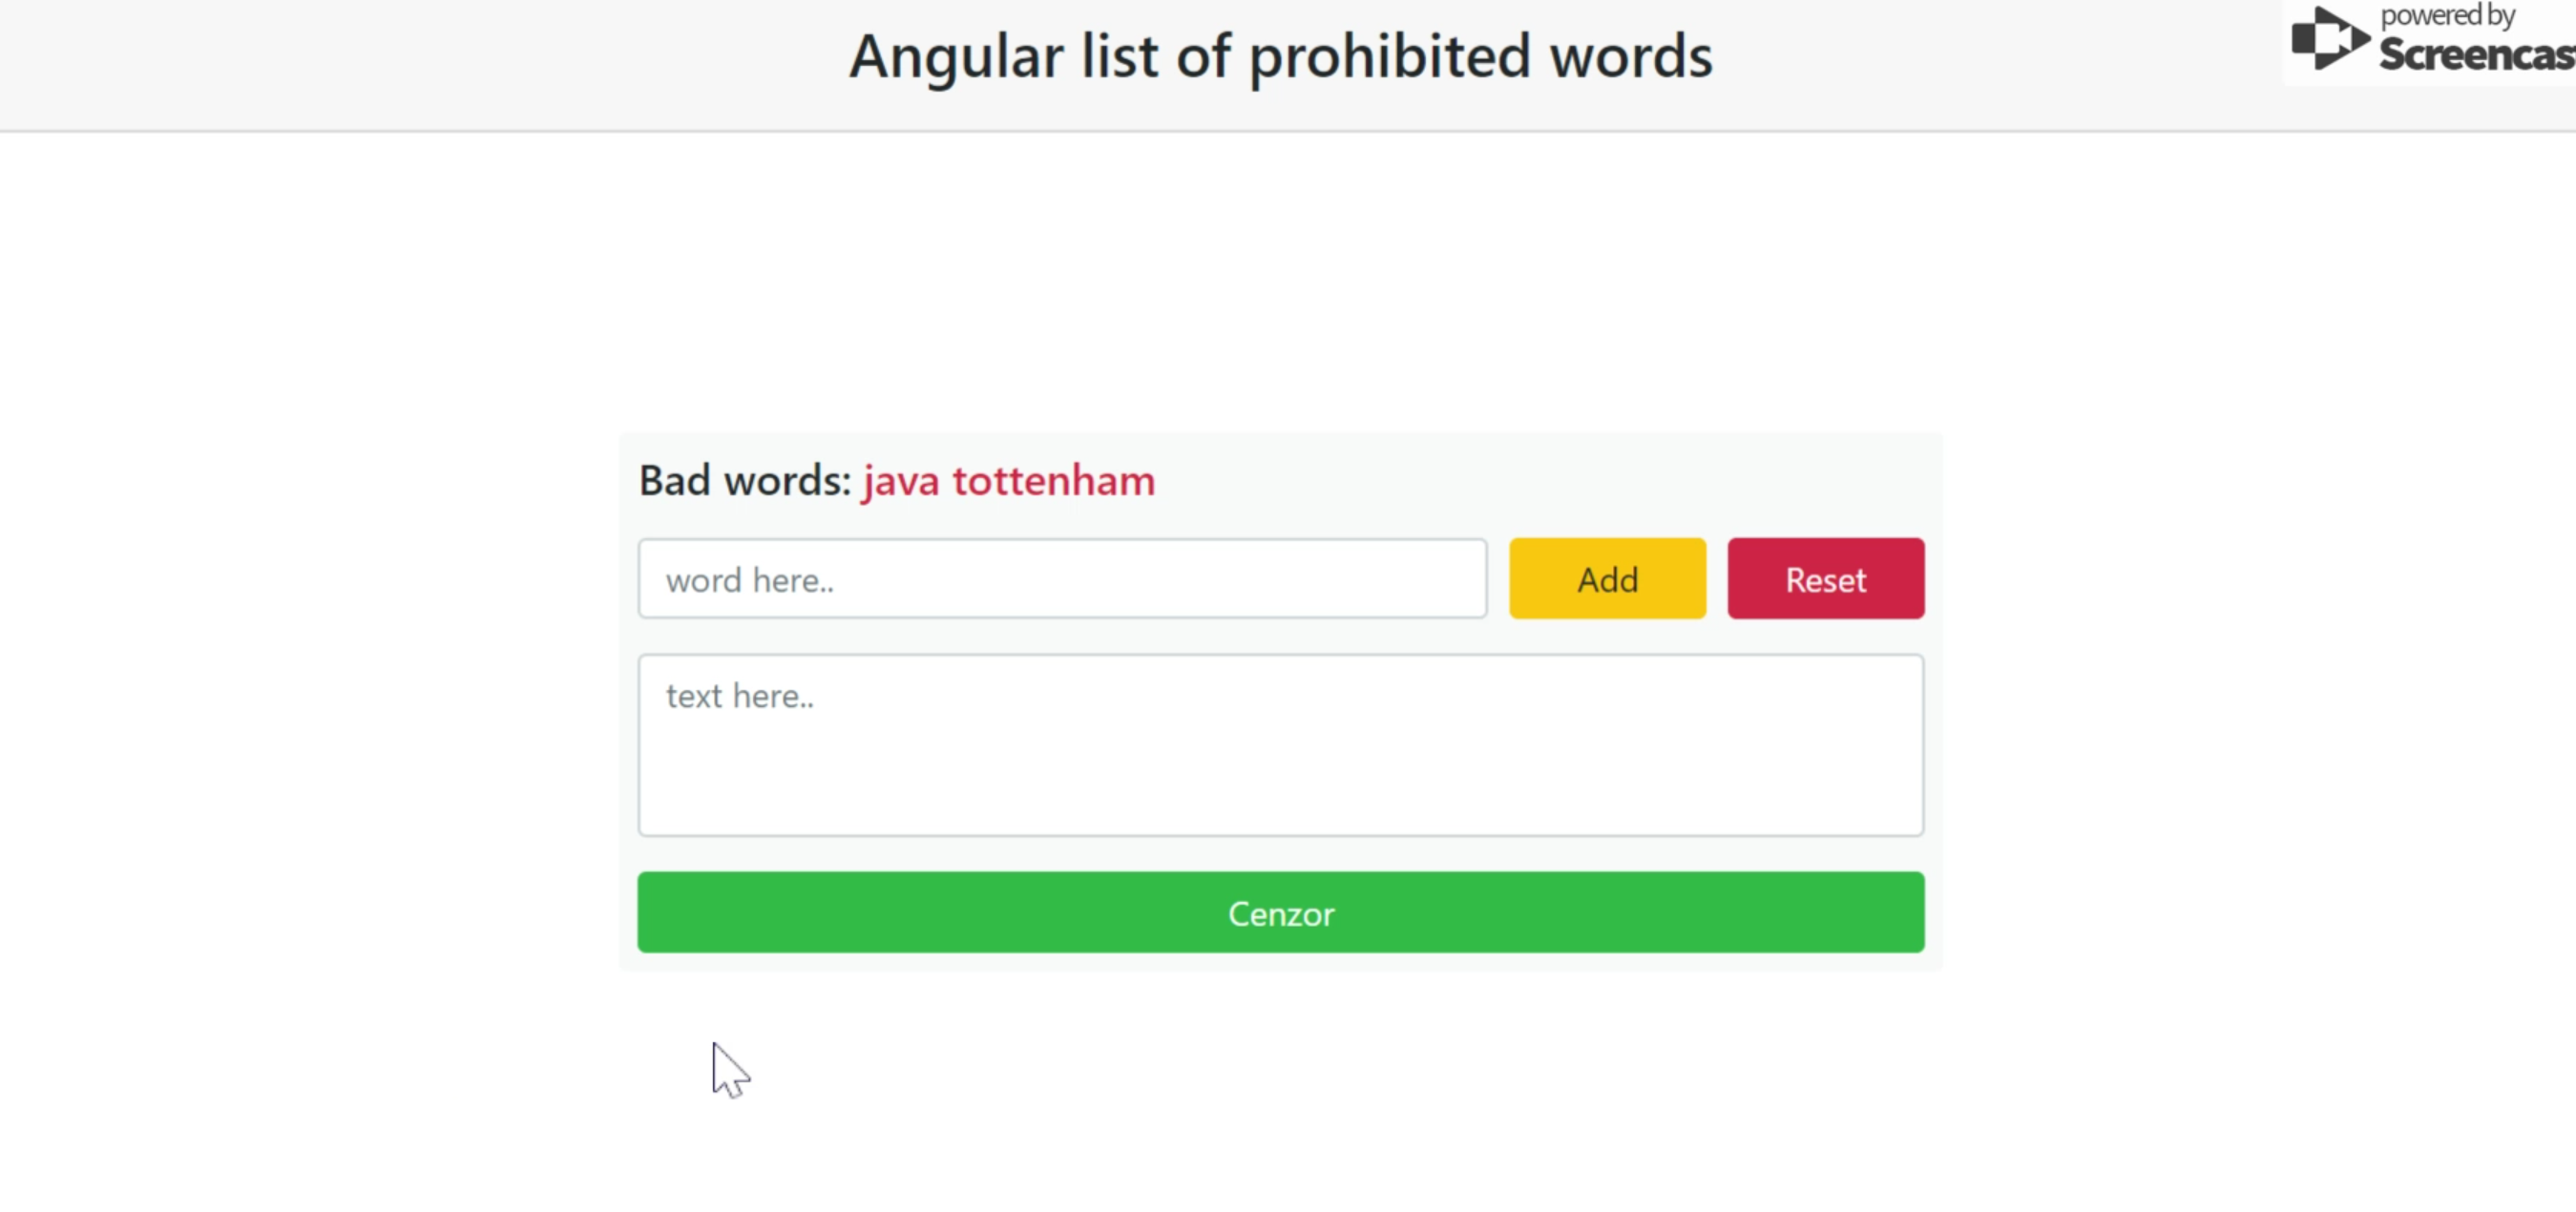 Angular list of prohibited words
powered by
Screencas
Bad words: java tottenham
word here..
Add
Reset
text here..
Cenzor